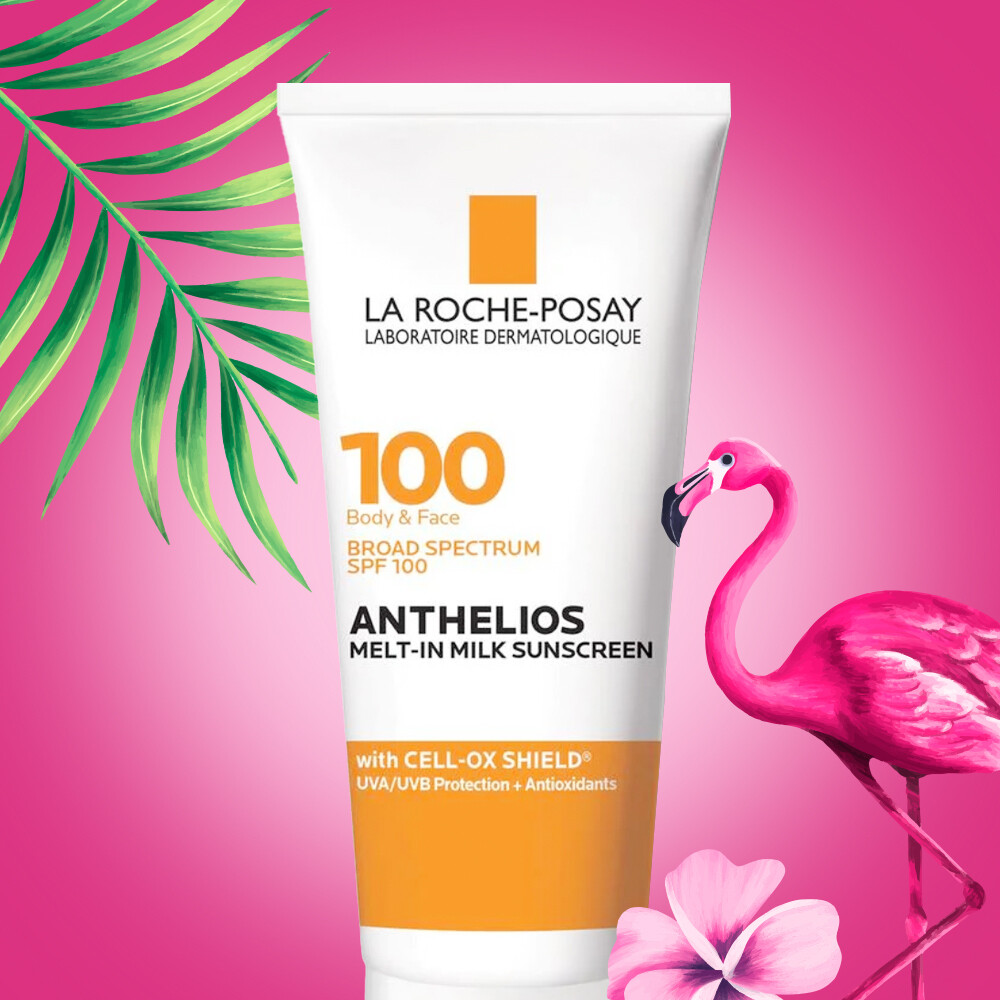 LA ROCHE-POSAY
LABORATOIRE DERMATOLOGIQUE
100
Body & Face
BROAD SPECTRUM
SPF 100
ANTHELIOS
MELT-IN MILK SUNSCREEN
with CELL-OX SHIELD®
UVA/UVB Protection + Antioxidants